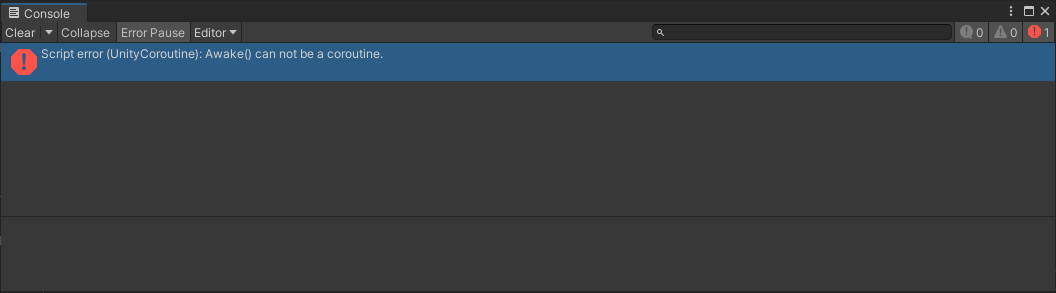 Console
Clear Collapse Error Pause Editor 0 0 1
Script error (UnityCoroutine): Awake() can not be a coroutine.